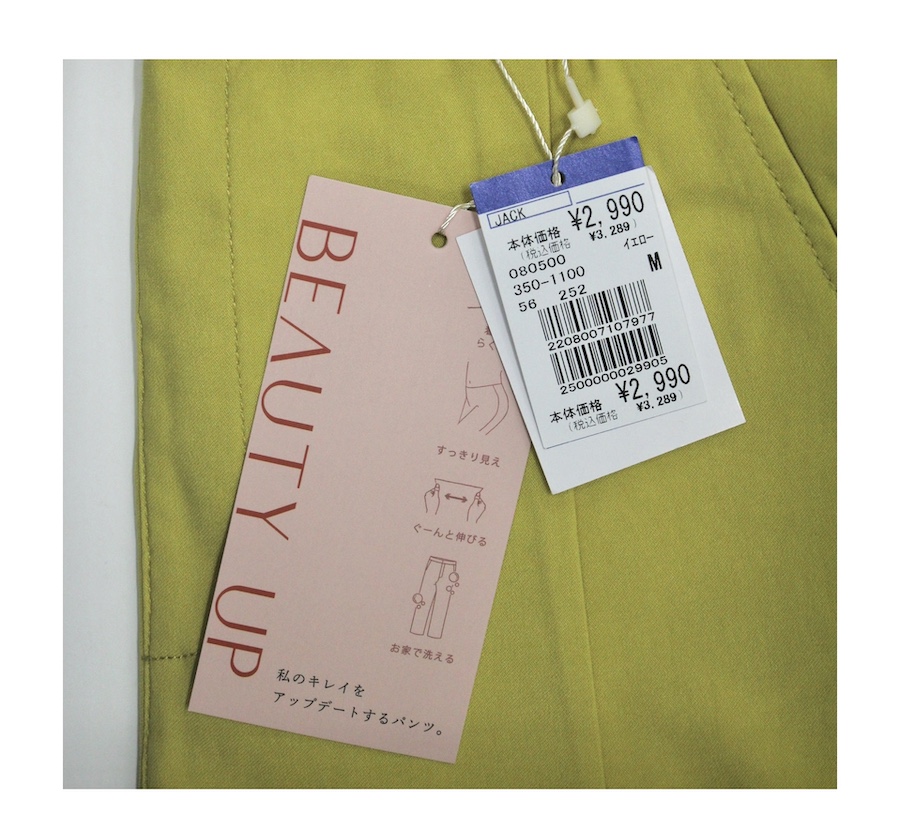 BEAUTY UP
らく
すっきり見え
ぐーんと伸びる
お家で洗える
私のキレイを
アップデートするパンツ。
JACK
本体価格 ¥2,990
(税込価格 ¥3,289)
080500 イエロー
350-1100 M
56 252
2208007107977
2500000029905
本体価格 ¥2,990
(税込価格 ¥3,289)